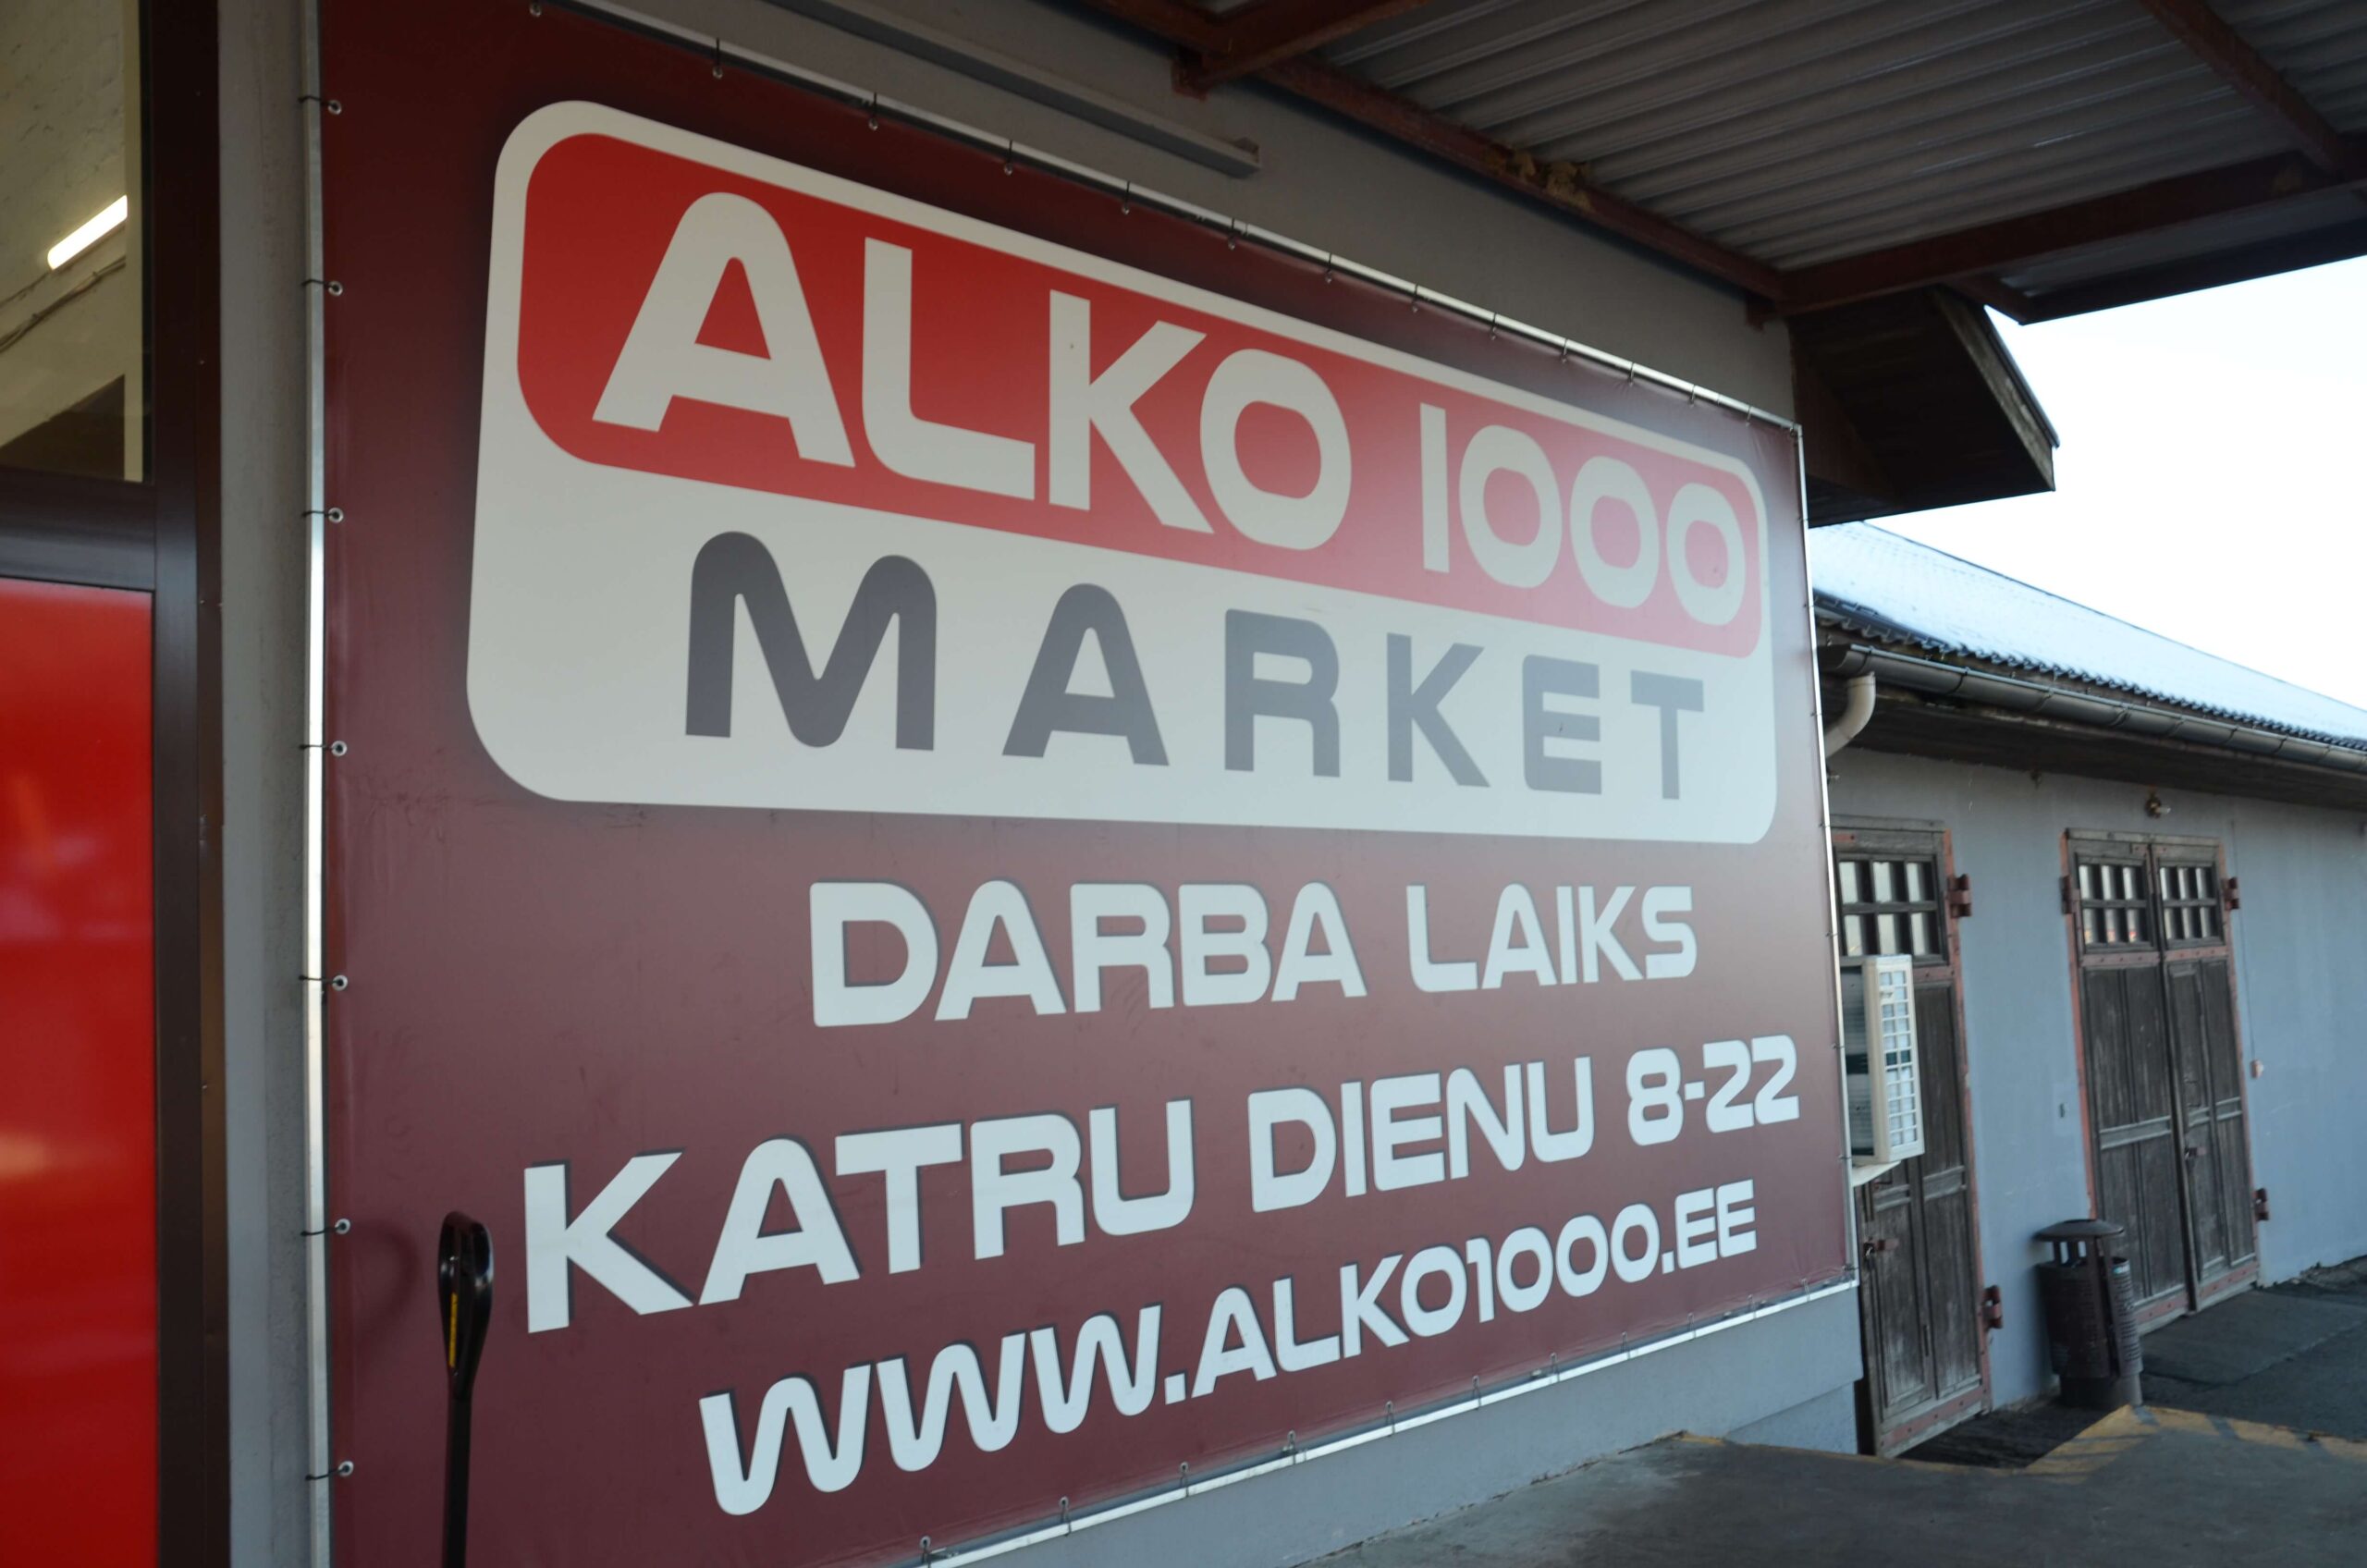 ALKO 1000
MARKET
DARBA LAIKS
KATRU DIENU 8-22
WWW.ALKO1000.EE